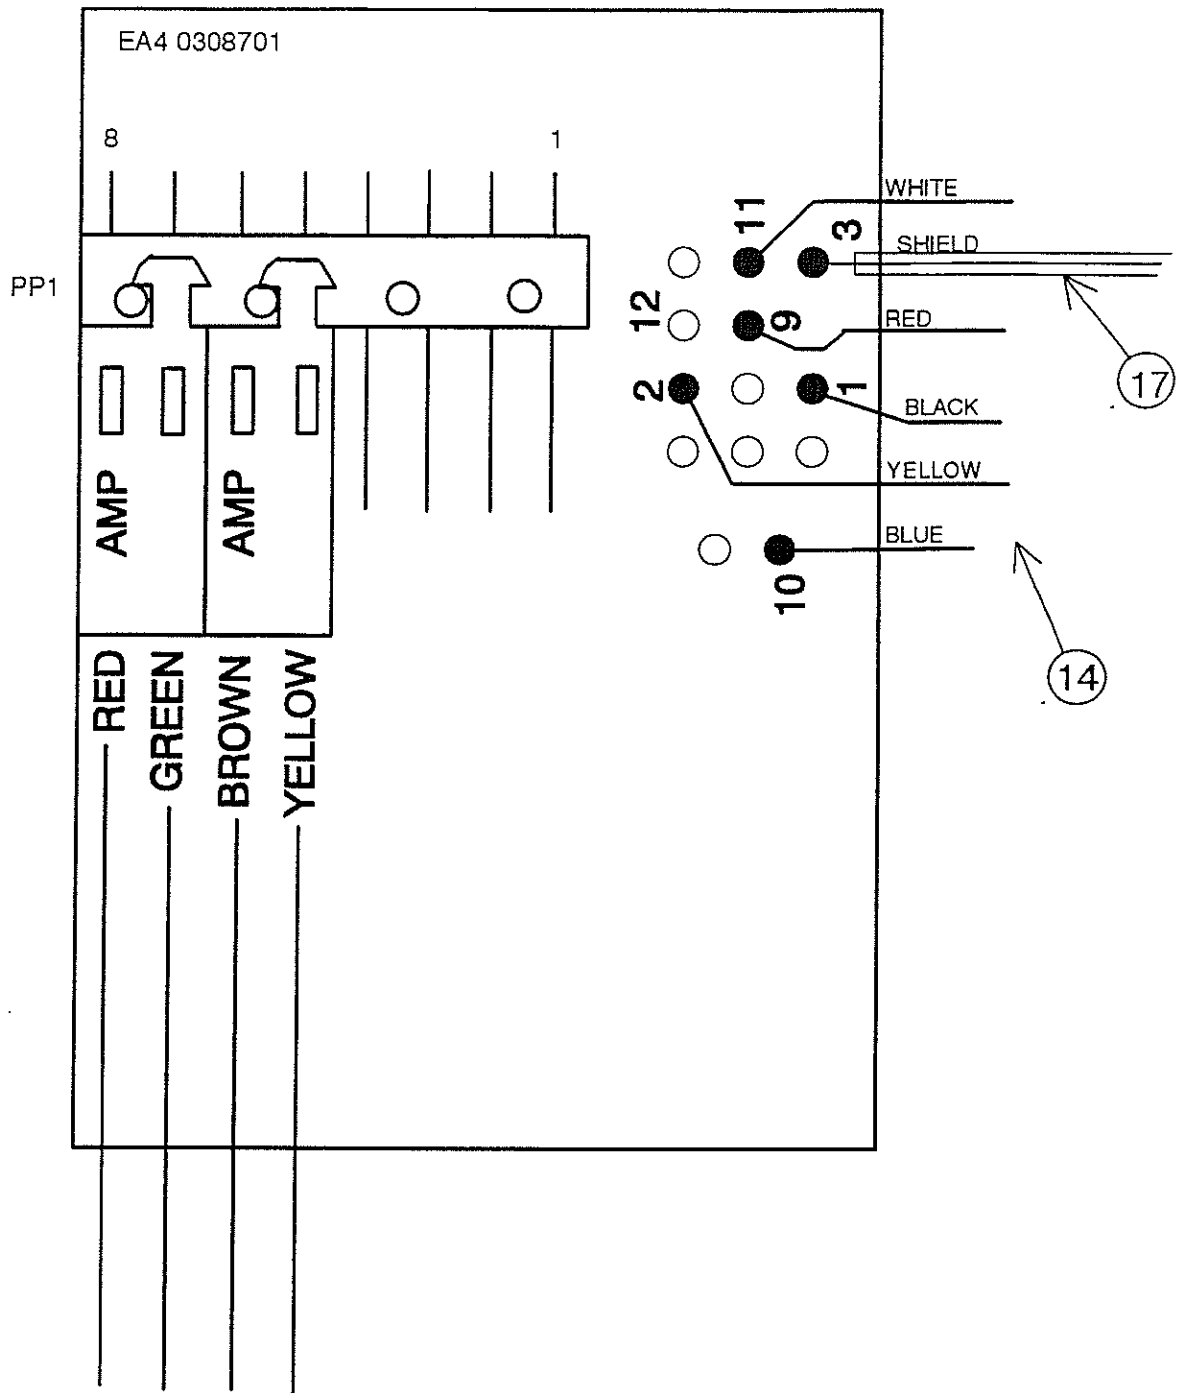 EA4 0308701
8
1
WHITE
11
3
SHIELD
PP1
12
9
RED
17
2
1
BLACK
YELLOW
AMP
AMP
BLUE
10
14
RED
GREEN
BROWN
YELLOW